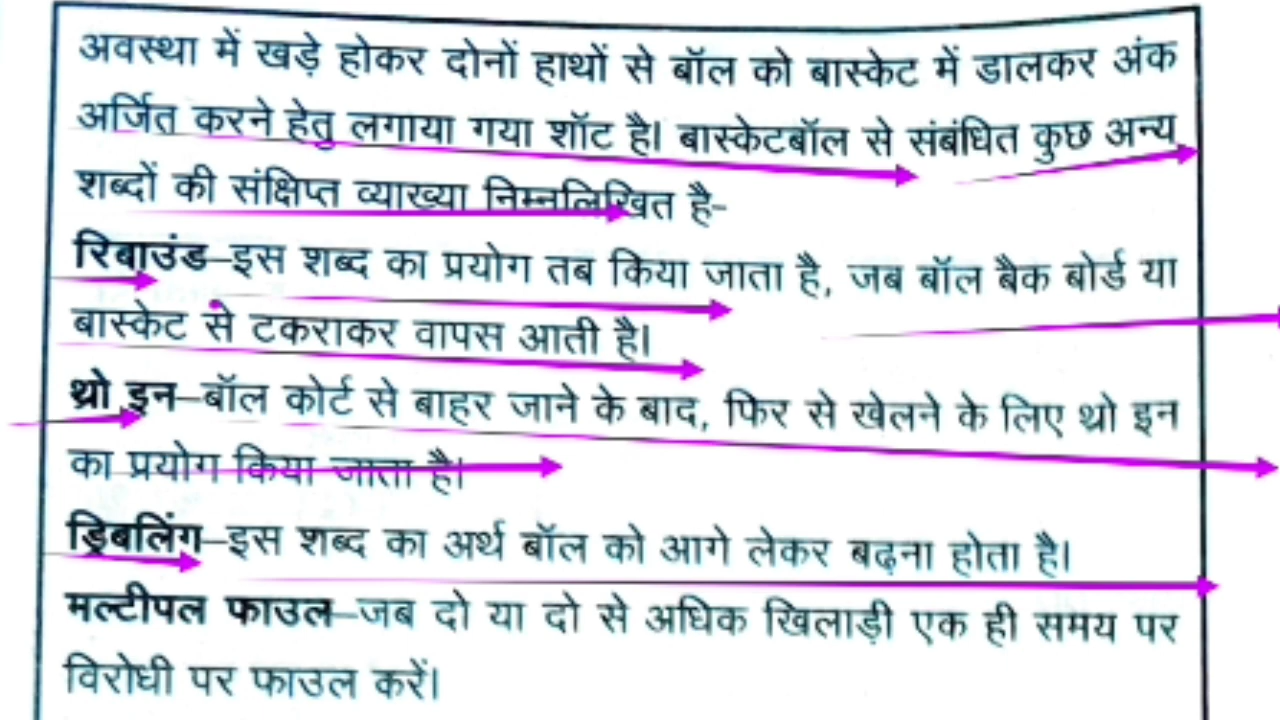 अवस्था में खड़े होकर दोनों हाथों से बॉल को बास्केट में डालकर अंक
अर्जित करने हेतु लगाया गया शॉट है। बास्केटबॉल से संबंधित कुछ अन्य
शब्दों की संक्षिप्त व्याख्या निम्नलिखित है-
रिबाउंड–इस शब्द का प्रयोग तब किया जाता है, जब बॉल बैक बोर्ड या
बास्केट से टकराकर वापस आती है।
थ्रो इन–बॉल कोर्ट से बाहर जाने के बाद, फिर से खेलने के लिए थ्रो इन
का प्रयोग किया जाता है।
ड्रिबलिंग–इस शब्द का अर्थ बॉल को आगे लेकर बढ़ना होता है।
मल्टीपल फाउल–जब दो या दो से अधिक खिलाड़ी एक ही समय पर
विरोधी पर फाउल करें।